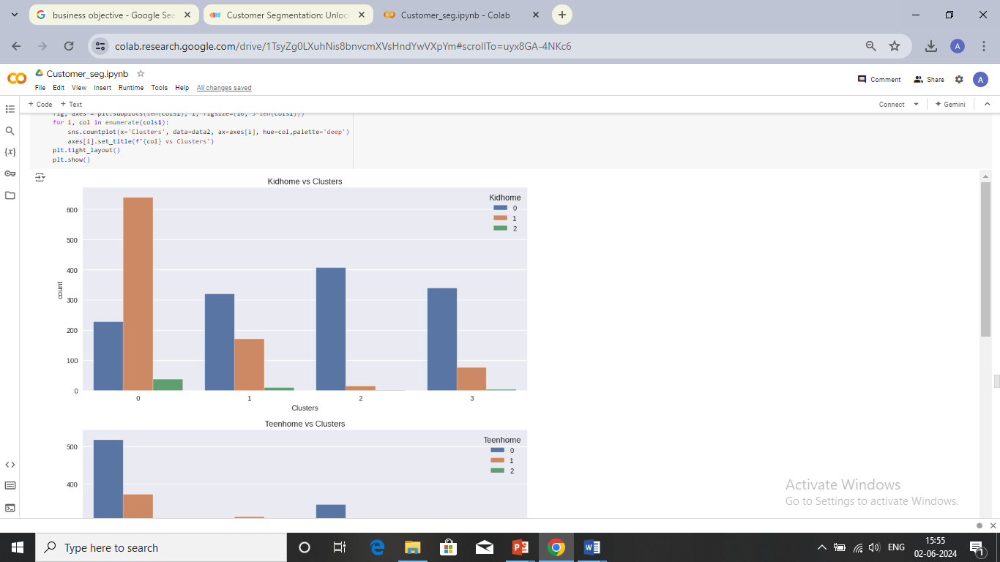 business objective - Google Sea
Customer Segmentation: Unloc
Customer_seg.ipynb - Colab
colab.research.google.com/drive/1TsyZg0LXuhNis8bnvcmXVsHndYwVXpYm#scrollTo=uyx8GA-4NKc6
A
CO
Customer_seg.ipynb
Comment
Share
A
File Edit View Insert Runtime Tools Help All changes saved
+ Code + Text
Connect
Gemini
fig, axes = plt.subplots(len(cols1), 1, figsize=(10, 5*len(cols1)))
for i, col in enumerate(cols1):
sns.countplot(x='Clusters', data=data2, ax=axes[i], hue=col,palette='deep')
axes[i].set_title(f'{col} vs Clusters')
plt.tight_layout()
plt.show()
{x}
Kidhome vs Clusters
Kidhome
0
1
2
600
500
400
300
200
100
0
count
0 1 2 3
Clusters
Teenhome vs Clusters
Teenhome
0
1
2
500
400
Activate Windows
Go to Settings to activate Windows.
Type here to search
ENG
15:55
02-06-2024
1